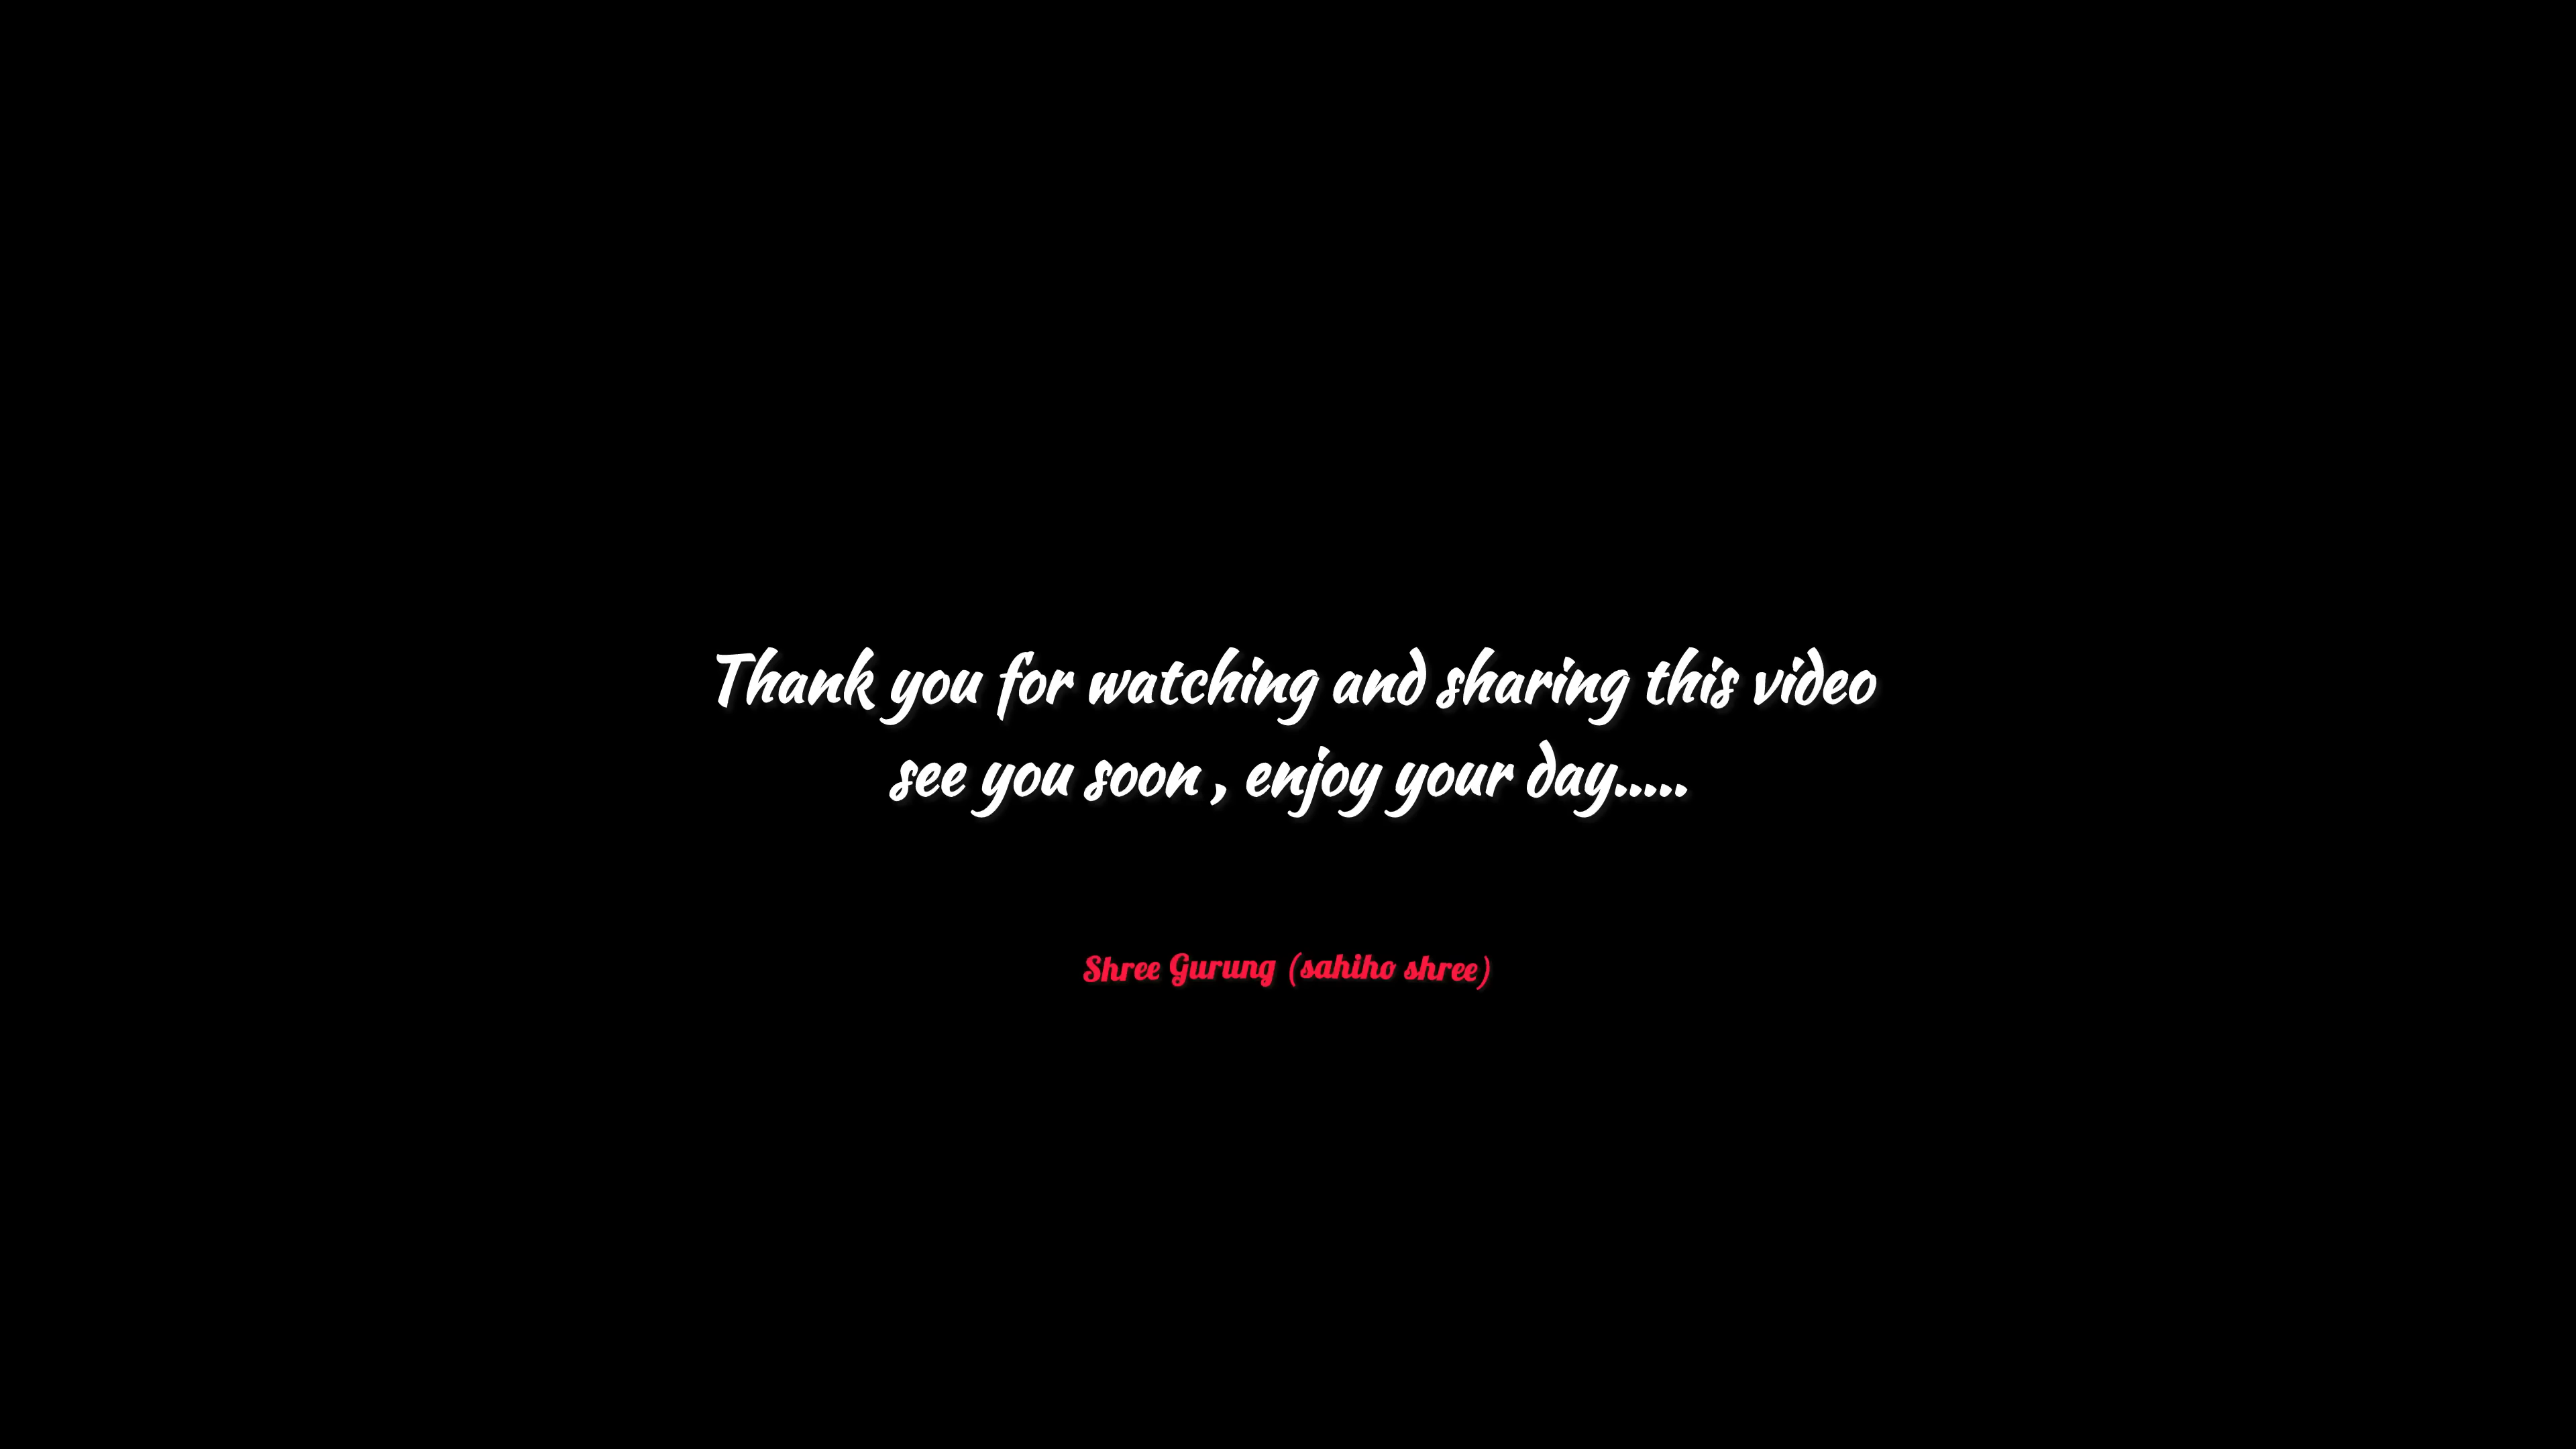 Thank you for watching and sharing this video
see you soon , enjoy your day.....
Shree Gurung (sahiho shree)